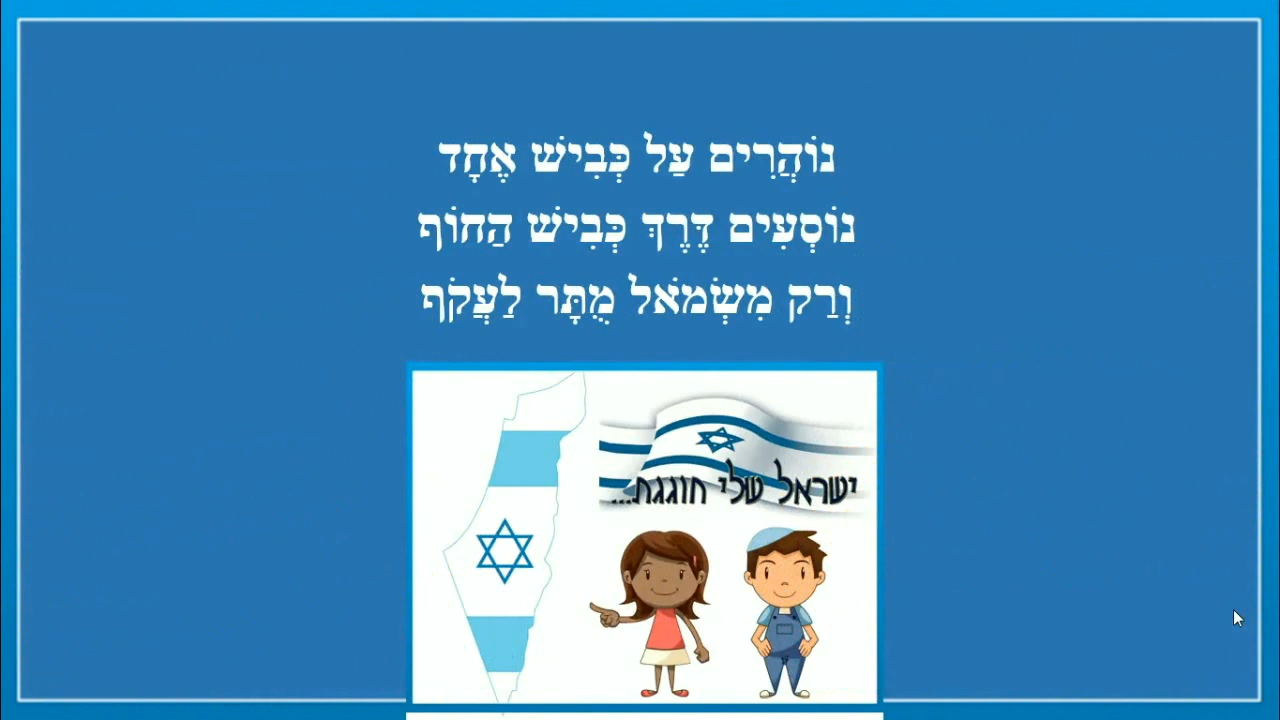 נוֹהֲרִים עַל כְּבִישׁ אֶחָד
נוֹסְעִים דֶּרֶךְ כְּבִישׁ הַחוֹף
וְרַק מִשְּׂמֹאל מֻתָּר לַעֲקֹף
ישראל שלי חוגגת...